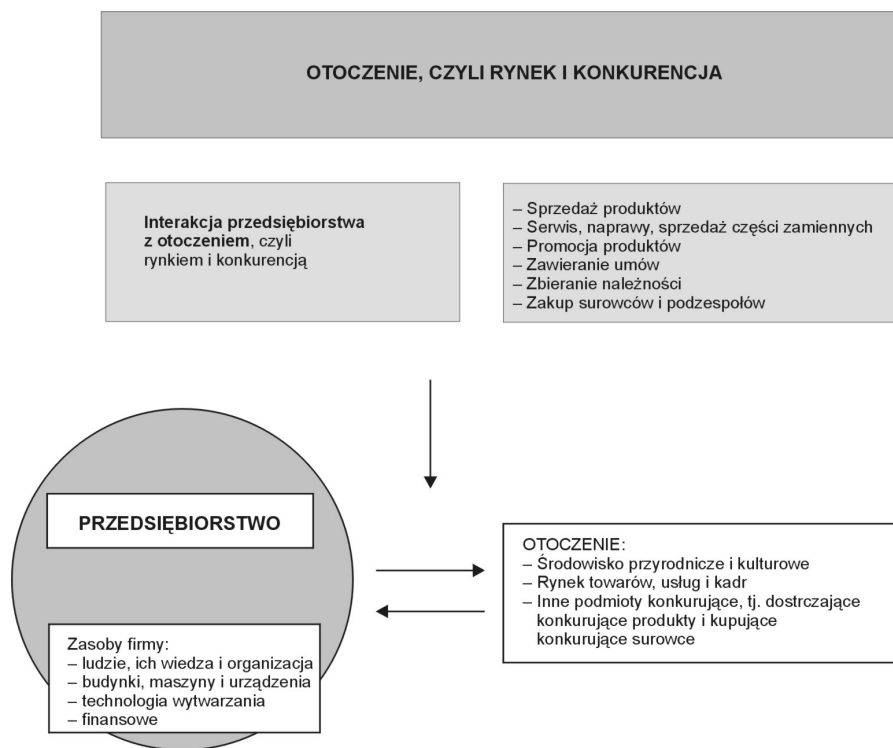 OTOCZENIE, CZYLI RYNEK I KONKURENCJA
Interakcja przedsiębiorstwa
z otoczeniem, czyli
rynkiem i konkurencją
– Sprzedaż produktów
– Serwis, naprawy, sprzedaż części zamiennych
– Promocja produktów
– Zawieranie umów
– Zbieranie należności
– Zakup surowców i podzespołów
PRZEDSIĘBIORSTWO
Zasoby firmy:
– ludzie, ich wiedza i organizacja
– budynki, maszyny i urządzenia
– technologia wytwarzania
– finansowe
OTOCZENIE:
– Środowisko przyrodnicze i kulturowe
– Rynek towarów, usług i kadr
– Inne podmioty konkurujące, tj. dostrczające
konkurujące produkty i kupujące
konkurujące surowce